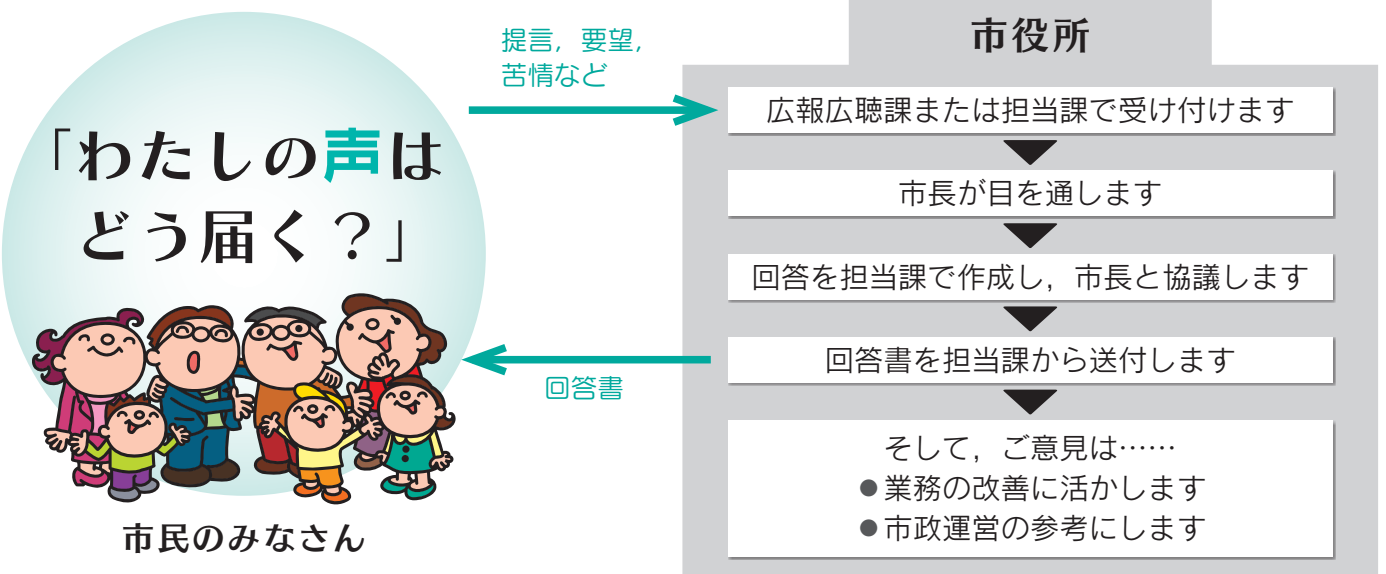 「わたしの声は
どう届く？」
市民のみなさん
提言，要望，
苦情など
回答書
市役所
広報広聴課または担当課で受け付けます
市長が目を通します
回答を担当課で作成し，市長と協議します
回答書を担当課から送付します
そして，ご意見は……
●業務の改善に活かします
●市政運営の参考にします